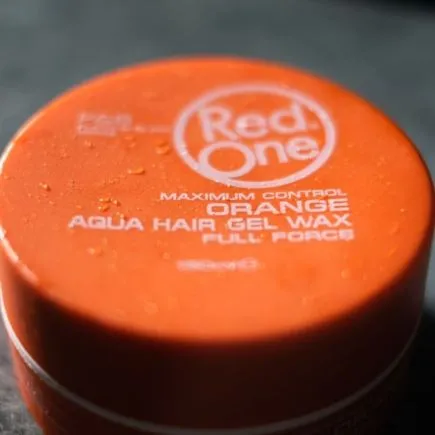 Red
One
MAXIMUM CONTROL
ORANGE
AQUA HAIR GEL WAX
FULL FORCE